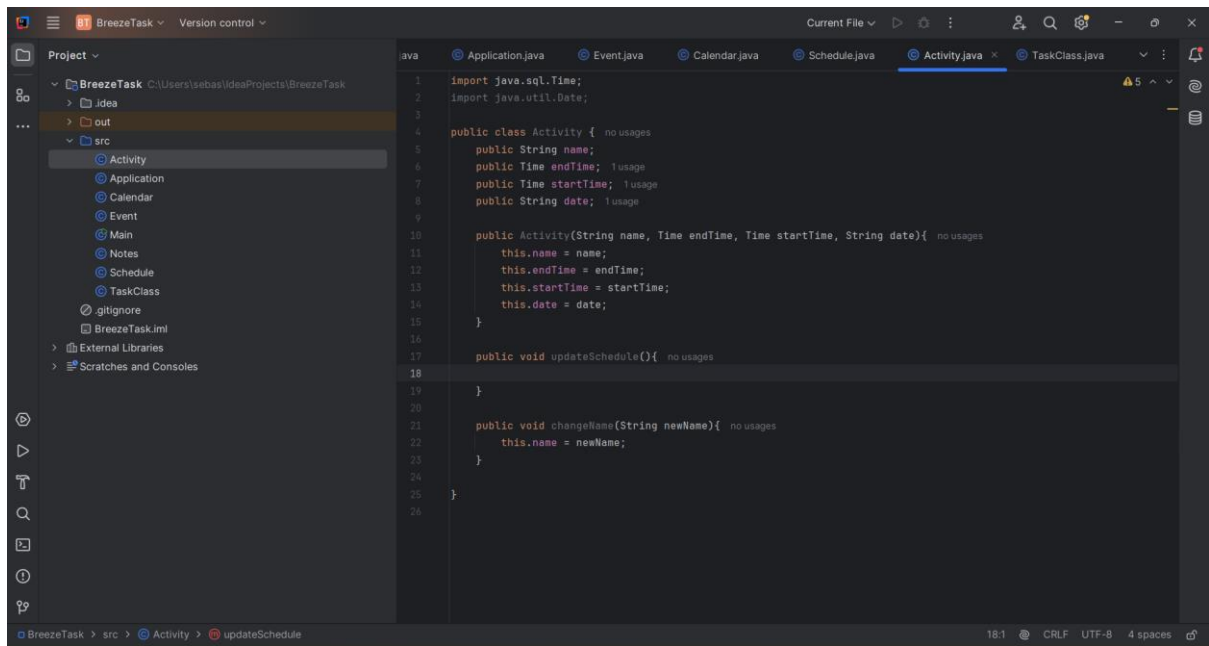 BT BreezeTask Version control Current File
Project
BreezeTask C:\Users\sebas\IdeaProjects\BreezeTask
.idea
out
src
Activity
Application
Calendar
Event
Main
Notes
Schedule
TaskClass
.gitignore
BreezeTask.iml
External Libraries
Scratches and Consoles
.java Application.java Event.java Calendar.java Schedule.java Activity.java TaskClass.java
5
1 import java.sql.Time;
2 import java.util.Date;
3
4 public class Activity { no usages
5 public String name;
6 public Time endTime; 1 usage
7 public Time startTime; 1 usage
8 public String date; 1 usage
9
10 public Activity(String name, Time endTime, Time startTime, String date){ no usages
11 this.name = name;
12 this.endTime = endTime;
13 this.startTime = startTime;
14 this.date = date;
15 }
16
17 public void updateSchedule(){ no usages
18
19 }
20
21 public void changeName(String newName){ no usages
22 this.name = newName;
23 }
24
25 }
26
BreezeTask > src > Activity > updateSchedule 18:1 CRLF UTF-8 4 spaces